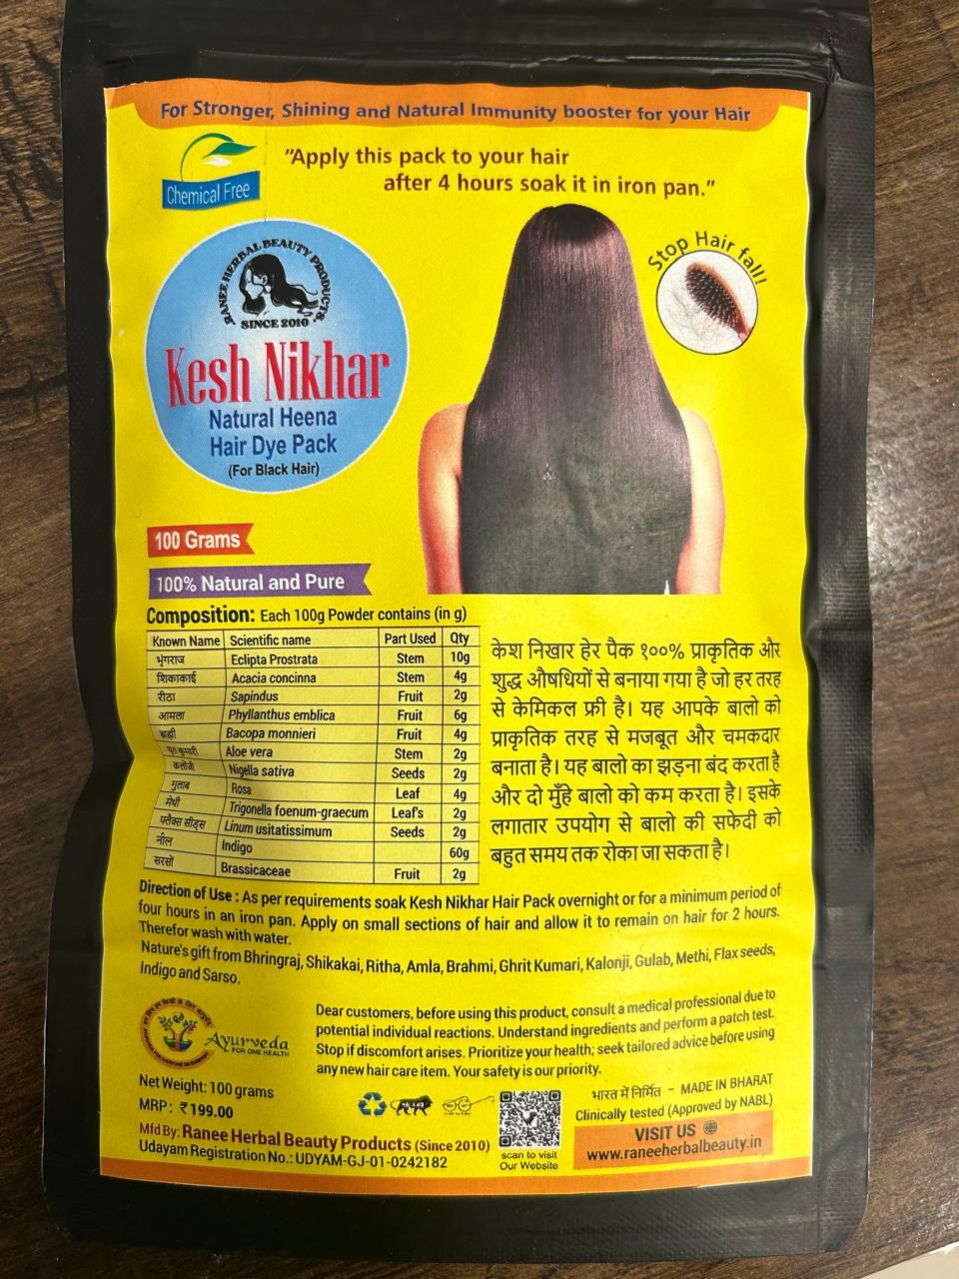 For Stronger, Shining and Natural Immunity booster for your Hair
Chemical Free
"Apply this pack to your hair
after 4 hours soak it in iron pan."
Stop Hair fall!!
RANEE HERBAL BEAUTY PRODUCTS.
SINCE 2010
Kesh Nikhar
Natural Heena
Hair Dye Pack
(For Black Hair)
100 Grams
100% Natural and Pure
Composition: Each 100g Powder contains (in g)
Known Name Scientific name Part Used Qty
भृंगराज Eclipta Prostrata Stem 10g
शिकाकाई Acacia concinna Stem 4g
रीठा Sapindus Fruit 2g
आमला Phyllanthus emblica Fruit 6g
ब्राह्मी Bacopa monnieri Fruit 4g
घृत कुमारी Aloe vera Stem 2g
कलोंजी Nigella sativa Seeds 2g
गुलाब Rosa Leaf 4g
मेथी Trigonella foenum-graecum Leaf's 2g
फ्लैक्स सीड्स Linum usitatissimum Seeds 2g
नील Indigo 60g
सरसों Brassicaceae Fruit 2g
केश निखार हेर पैक १००% प्राकृतिक और
शुद्ध औषधियों से बनाया गया है जो हर तरह
से केमिकल फ्री है। यह आपके बालो को
प्राकृतिक तरह से मजबूत और चमकदार
बनाता है। यह बालो का झड़ना बंद करता है
और दो मुँहे बालो को कम करता है। इसके
लगातार उपयोग से बालो की सफेदी को
बहुत समय तक रोका जा सकता है।
Direction of Use : As per requirements soak Kesh Nikhar Hair Pack overnight or for a minimum period of
four hours in an iron pan. Apply on small sections of hair and allow it to remain on hair for 2 hours.
Therefor wash with water.
Nature's gift from Bhringraj, Shikakai, Ritha, Amla, Brahmi, Ghrit Kumari, Kalonji, Gulab, Methi, Flax seeds,
Indigo and Sarso.
Ayurveda
FOR ONE HEALTH
Dear customers, before using this product, consult a medical professional due to
potential individual reactions. Understand ingredients and perform a patch test.
Stop if discomfort arises. Prioritize your health; seek tailored advice before using
any new hair care item. Your safety is our priority.
Net Weight: 100 grams
MRP: ₹199.00
Mfd By: Ranee Herbal Beauty Products (Since 2010)
Udayam Registration No.: UDYAM-GJ-01-0242182
scan to visit
Our Website
भारत में निर्मित - MADE IN BHARAT
Clinically tested (Approved by NABL)
VISIT US
www.raneeherbalbeauty.in